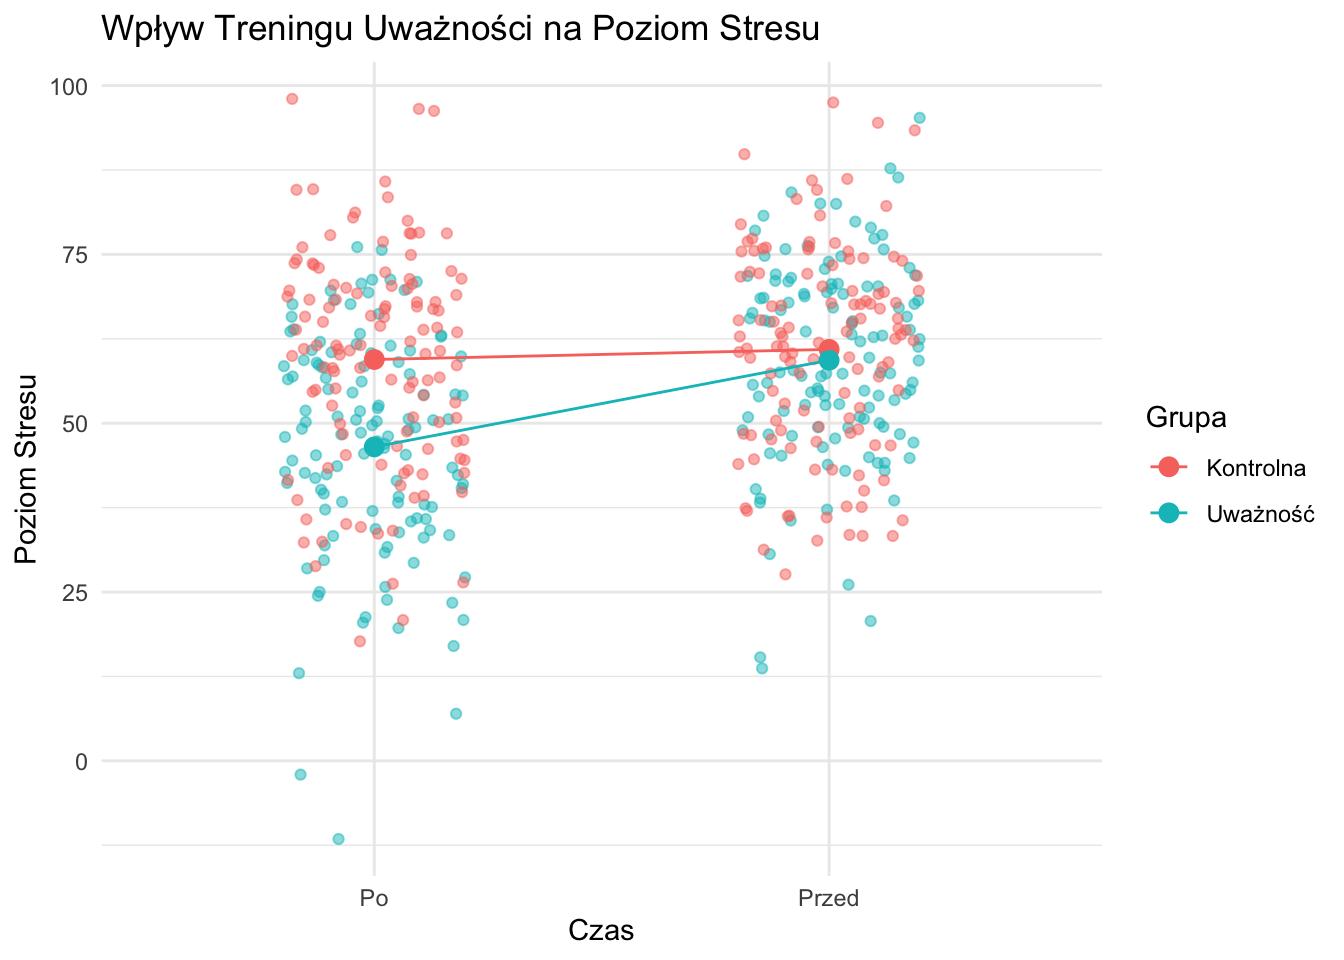 Wpływ Treningu Uważności na Poziom Stresu
Poziom Stresu
100
75
50
25
0
Po
Przed
Czas
Grupa
Kontrolna
Uważność